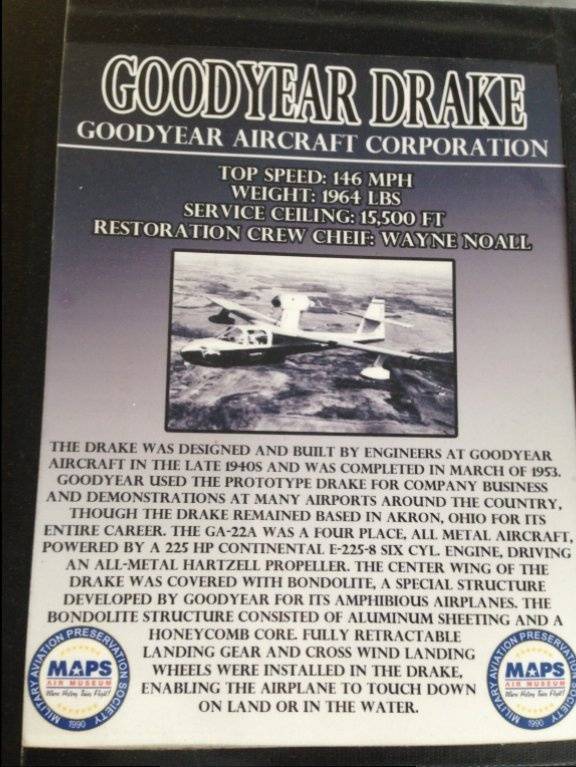 GOODYEAR DRAKE
GOODYEAR AIRCRAFT CORPORATION
TOP SPEED: 146 MPH
WEIGHT: 1964 LBS
SERVICE CEILING: 15,500 FT
RESTORATION CREW CHEIF: WAYNE NOALL
THE DRAKE WAS DESIGNED AND BUILT BY ENGINEERS AT GOODYEAR
AIRCRAFT IN THE LATE 1940S AND WAS COMPLETED IN MARCH OF 1953.
GOODYEAR USED THE PROTOTYPE DRAKE FOR COMPANY BUSINESS
AND DEMONSTRATIONS AT MANY AIRPORTS AROUND THE COUNTRY,
THOUGH THE DRAKE REMAINED BASED IN AKRON, OHIO FOR ITS
ENTIRE CAREER. THE GA-22A WAS A FOUR PLACE, ALL METAL AIRCRAFT,
POWERED BY A 225 HP CONTINENTAL E-225-8 SIX CYL. ENGINE, DRIVING
AN ALL-METAL HARTZELL PROPELLER. THE CENTER WING OF THE
DRAKE WAS COVERED WITH BONDOLITE, A SPECIAL STRUCTURE
DEVELOPED BY GOODYEAR FOR ITS AMPHIBIOUS AIRPLANES. THE
BONDOLITE STRUCTURE CONSISTED OF ALUMINUM SHEETING AND A
HONEYCOMB CORE. FULLY RETRACTABLE
LANDING GEAR AND CROSS WIND LANDING
WHEELS WERE INSTALLED IN THE DRAKE,
ENABLING THE AIRPLANE TO TOUCH DOWN
ON LAND OR IN THE WATER.
MILITARY AVIATION PRESERVATION SOCIETY
MAPS
AIR MUSEUM
Where History Takes Flight!
1990
MILITARY AVIATION PRESERVATION SOCIETY
MAPS
AIR MUSEUM
Where History Takes Flight!
1990